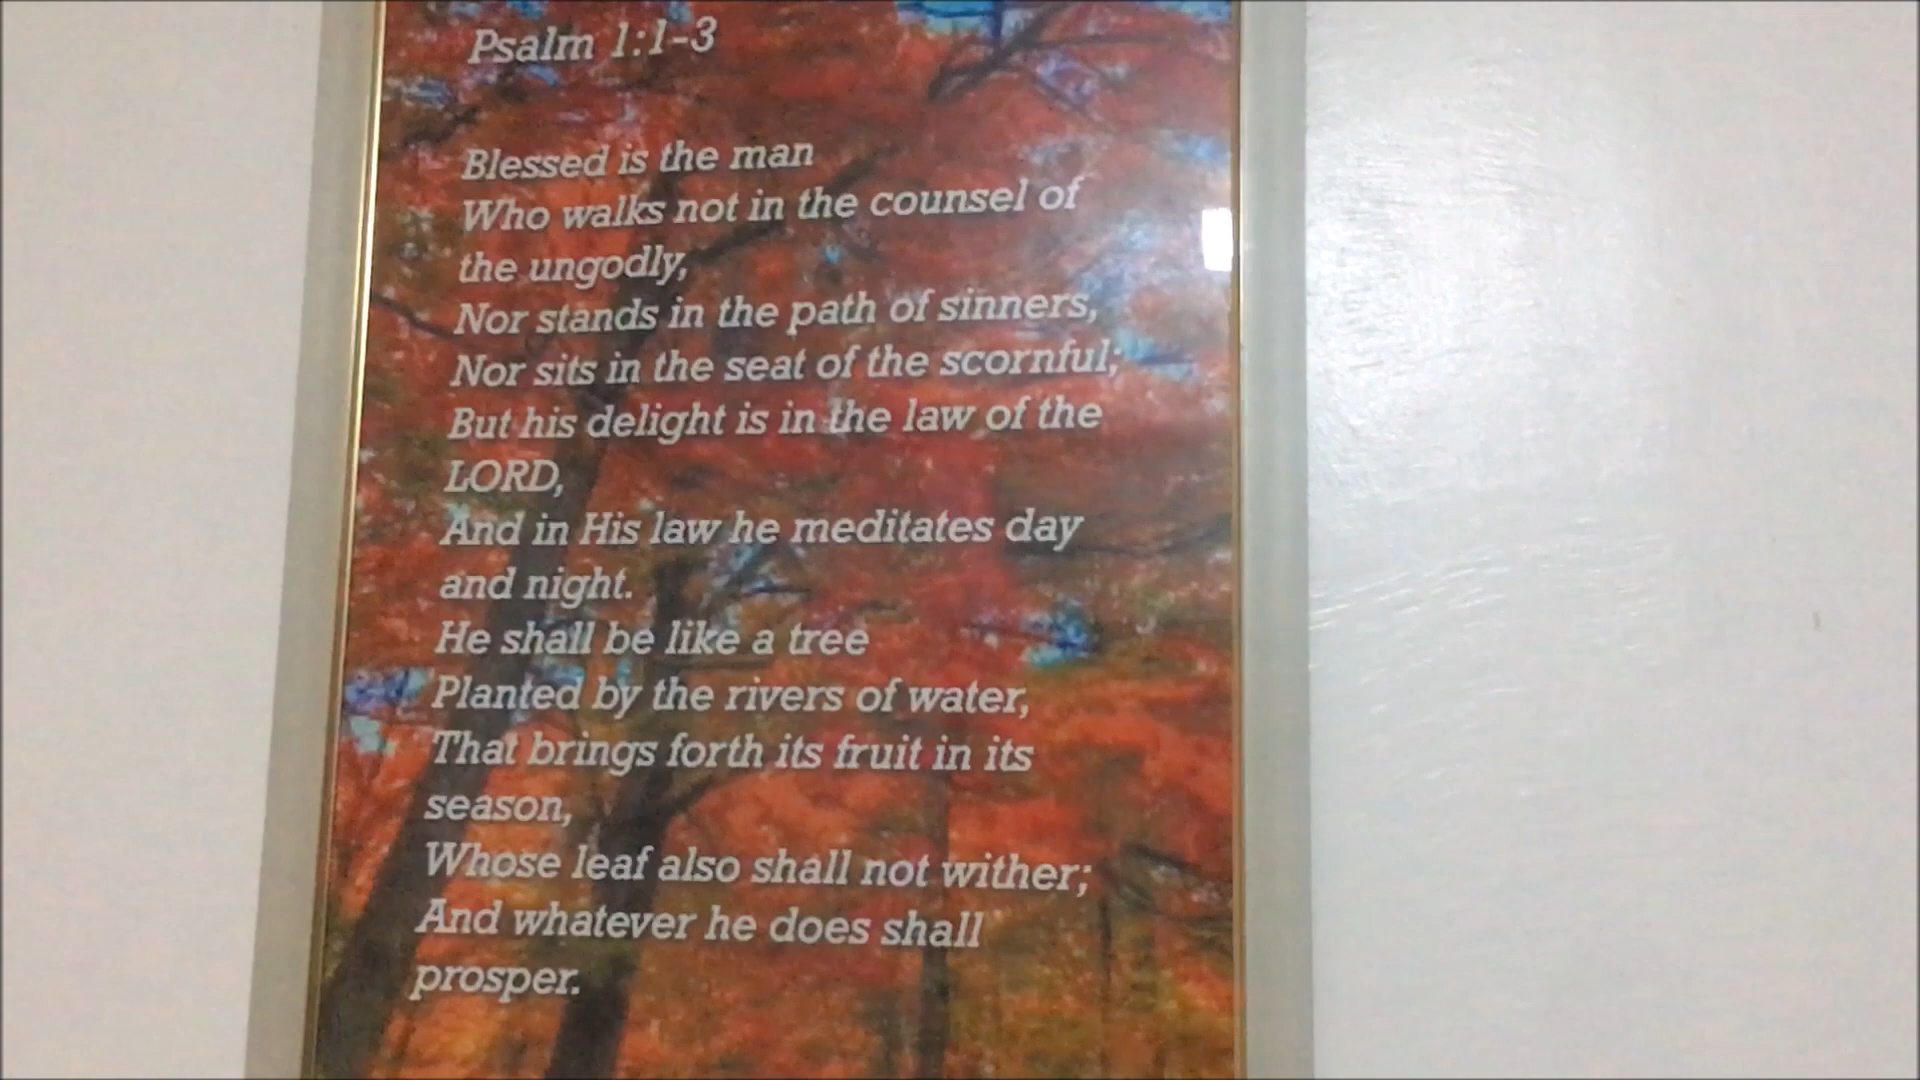 Psalm 1:1-3
Blessed is the man
Who walks not in the counsel of
the ungodly,
Nor stands in the path of sinners,
Nor sits in the seat of the scornful;
But his delight is in the law of the
LORD,
And in His law he meditates day
and night.
He shall be like a tree
Planted by the rivers of water,
That brings forth its fruit in its
season,
Whose leaf also shall not wither;
And whatever he does shall
prosper.